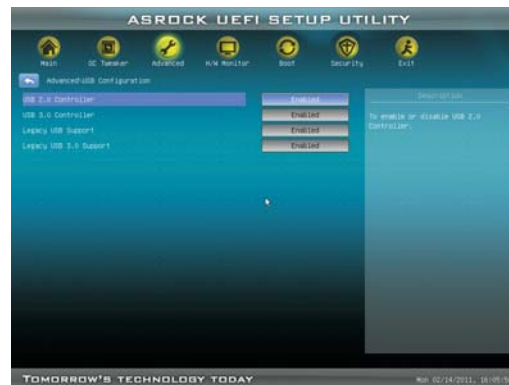 ASROCK UEFI SETUP UTILITY
Main OC Tweaker Advanced H/W Monitor Boot Security Exit
Advanced\USB Configuration
USB 2.0 Controller Enabled
USB 3.0 Controller Enabled
Legacy USB Support Enabled
Legacy USB 3.0 Support Enabled
Description
To enable or disable USB 2.0
Controller.
TOMORROW'S TECHNOLOGY TODAY
Mon 02/14/2011,